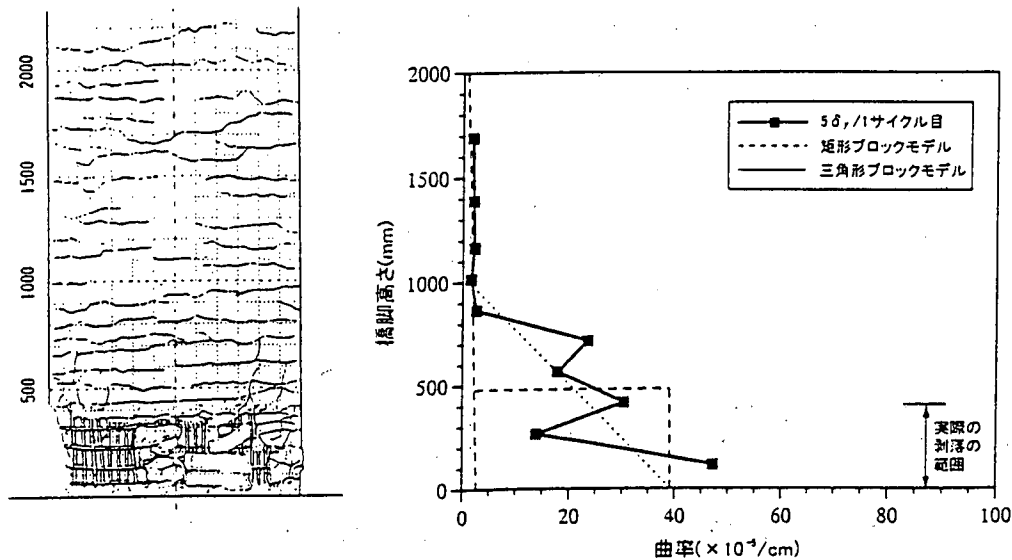 2000
1500
1000
500
2000
1500
1000
500
0
橋脚高さ(mm)
5δy/1サイクル目
矩形ブロックモデル
三角形ブロックモデル
実際の
剥落の
範囲
0
20
40
60
80
100
曲率(×10⁻⁵/cm)